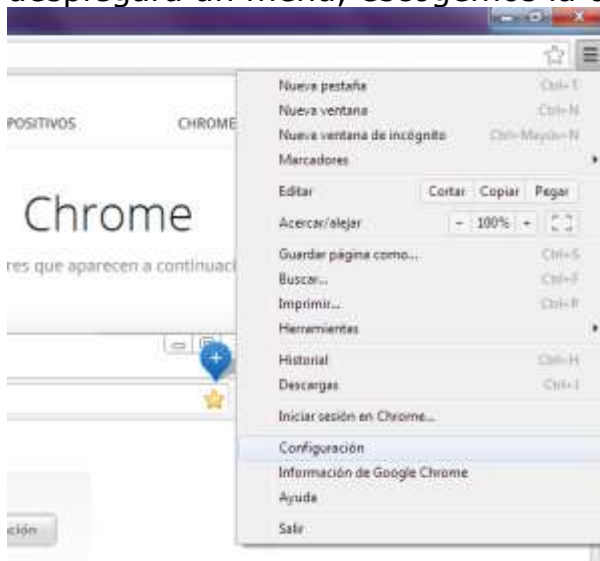 desplegará un menú, escogemos la
POSITIVOS
CHROME
Chrome
res que aparecen a continuaci
ación
Nueva pestaña Ctrl+T
Nueva ventana Ctrl+N
Nueva ventana de incógnito Ctrl+Mayús+N
Marcadores
Editar Cortar Copiar Pegar
Acercar/alejar - 100% +
Guardar página como... Ctrl+S
Buscar... Ctrl+F
Imprimir... Ctrl+P
Herramientas
Historial Ctrl+H
Descargas Ctrl+J
Iniciar sesión en Chrome...
Configuración
Información de Google Chrome
Ayuda
Salir